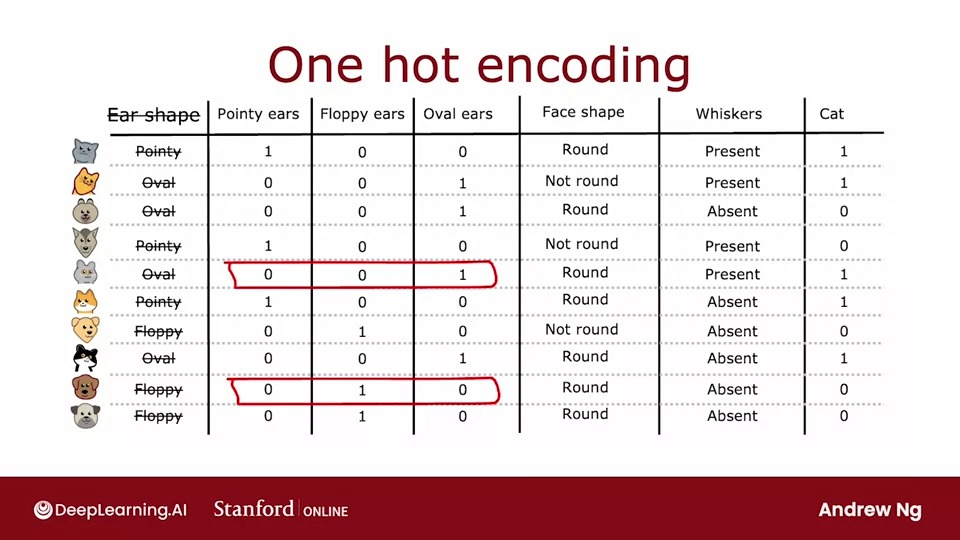 One hot encoding
Ear shape Pointy ears Floppy ears Oval ears Face shape Whiskers Cat
Pointy 1 0 0 Round Present 1
Oval 0 0 1 Not round Present 1
Oval 0 0 1 Round Absent 0
Pointy 1 0 0 Not round Present 0
Oval 0 0 1 Round Present 1
Pointy 1 0 0 Round Absent 1
Floppy 0 1 0 Not round Absent 0
Oval 0 0 1 Round Absent 1
Floppy 0 1 0 Round Absent 0
Floppy 0 1 0 Round Absent 0
DeepLearning.AI Stanford ONLINE Andrew Ng